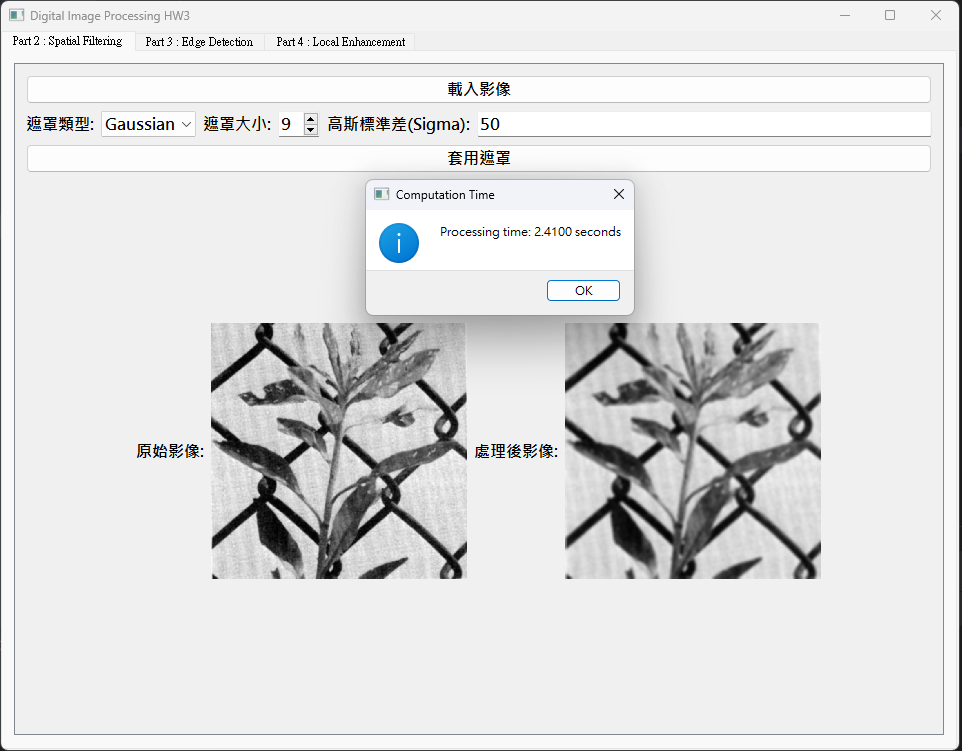 Digital Image Processing HW3
Part 2 : Spatial Filtering Part 3 : Edge Detection Part 4 : Local Enhancement
載入影像
遮罩類型: Gaussian 遮罩大小: 9 高斯標準差(Sigma): 50
套用遮罩
Computation Time
Processing time: 2.4100 seconds
OK
原始影像: 處理後影像: